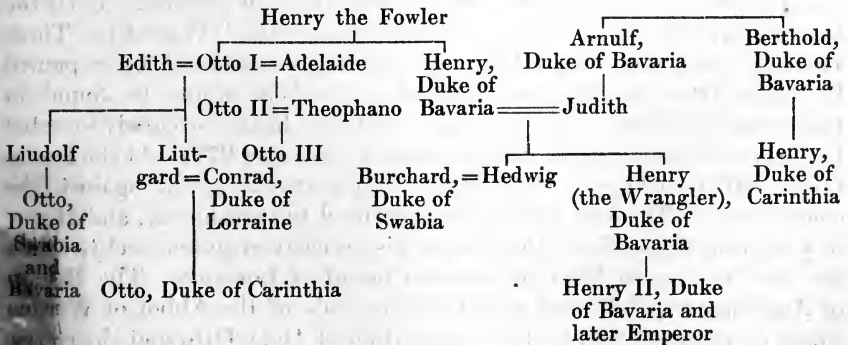 Henry the Fowler
Arnulf, Berthold,
Edith=Otto I=Adelaide Henry, Duke of Bavaria Duke of
Duke of Bavaria
Otto II=Theophano Bavaria=Judith
Liudolf Liut- Otto III Henry,
gard=Conrad, Burchard,=Hedwig Henry Duke of
Otto, Duke of Duke of (the Wrangler), Carinthia
Duke of Lorraine Swabia Duke of
Swabia Bavaria
and
Bavaria Otto, Duke of Carinthia Henry II, Duke
of Bavaria and
later Emperor